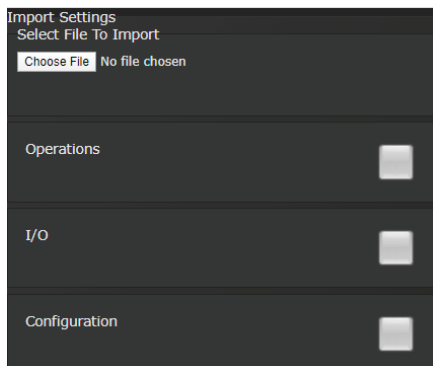 Import Settings
Select File To Import
Choose File No file chosen
Operations
I/O
Configuration